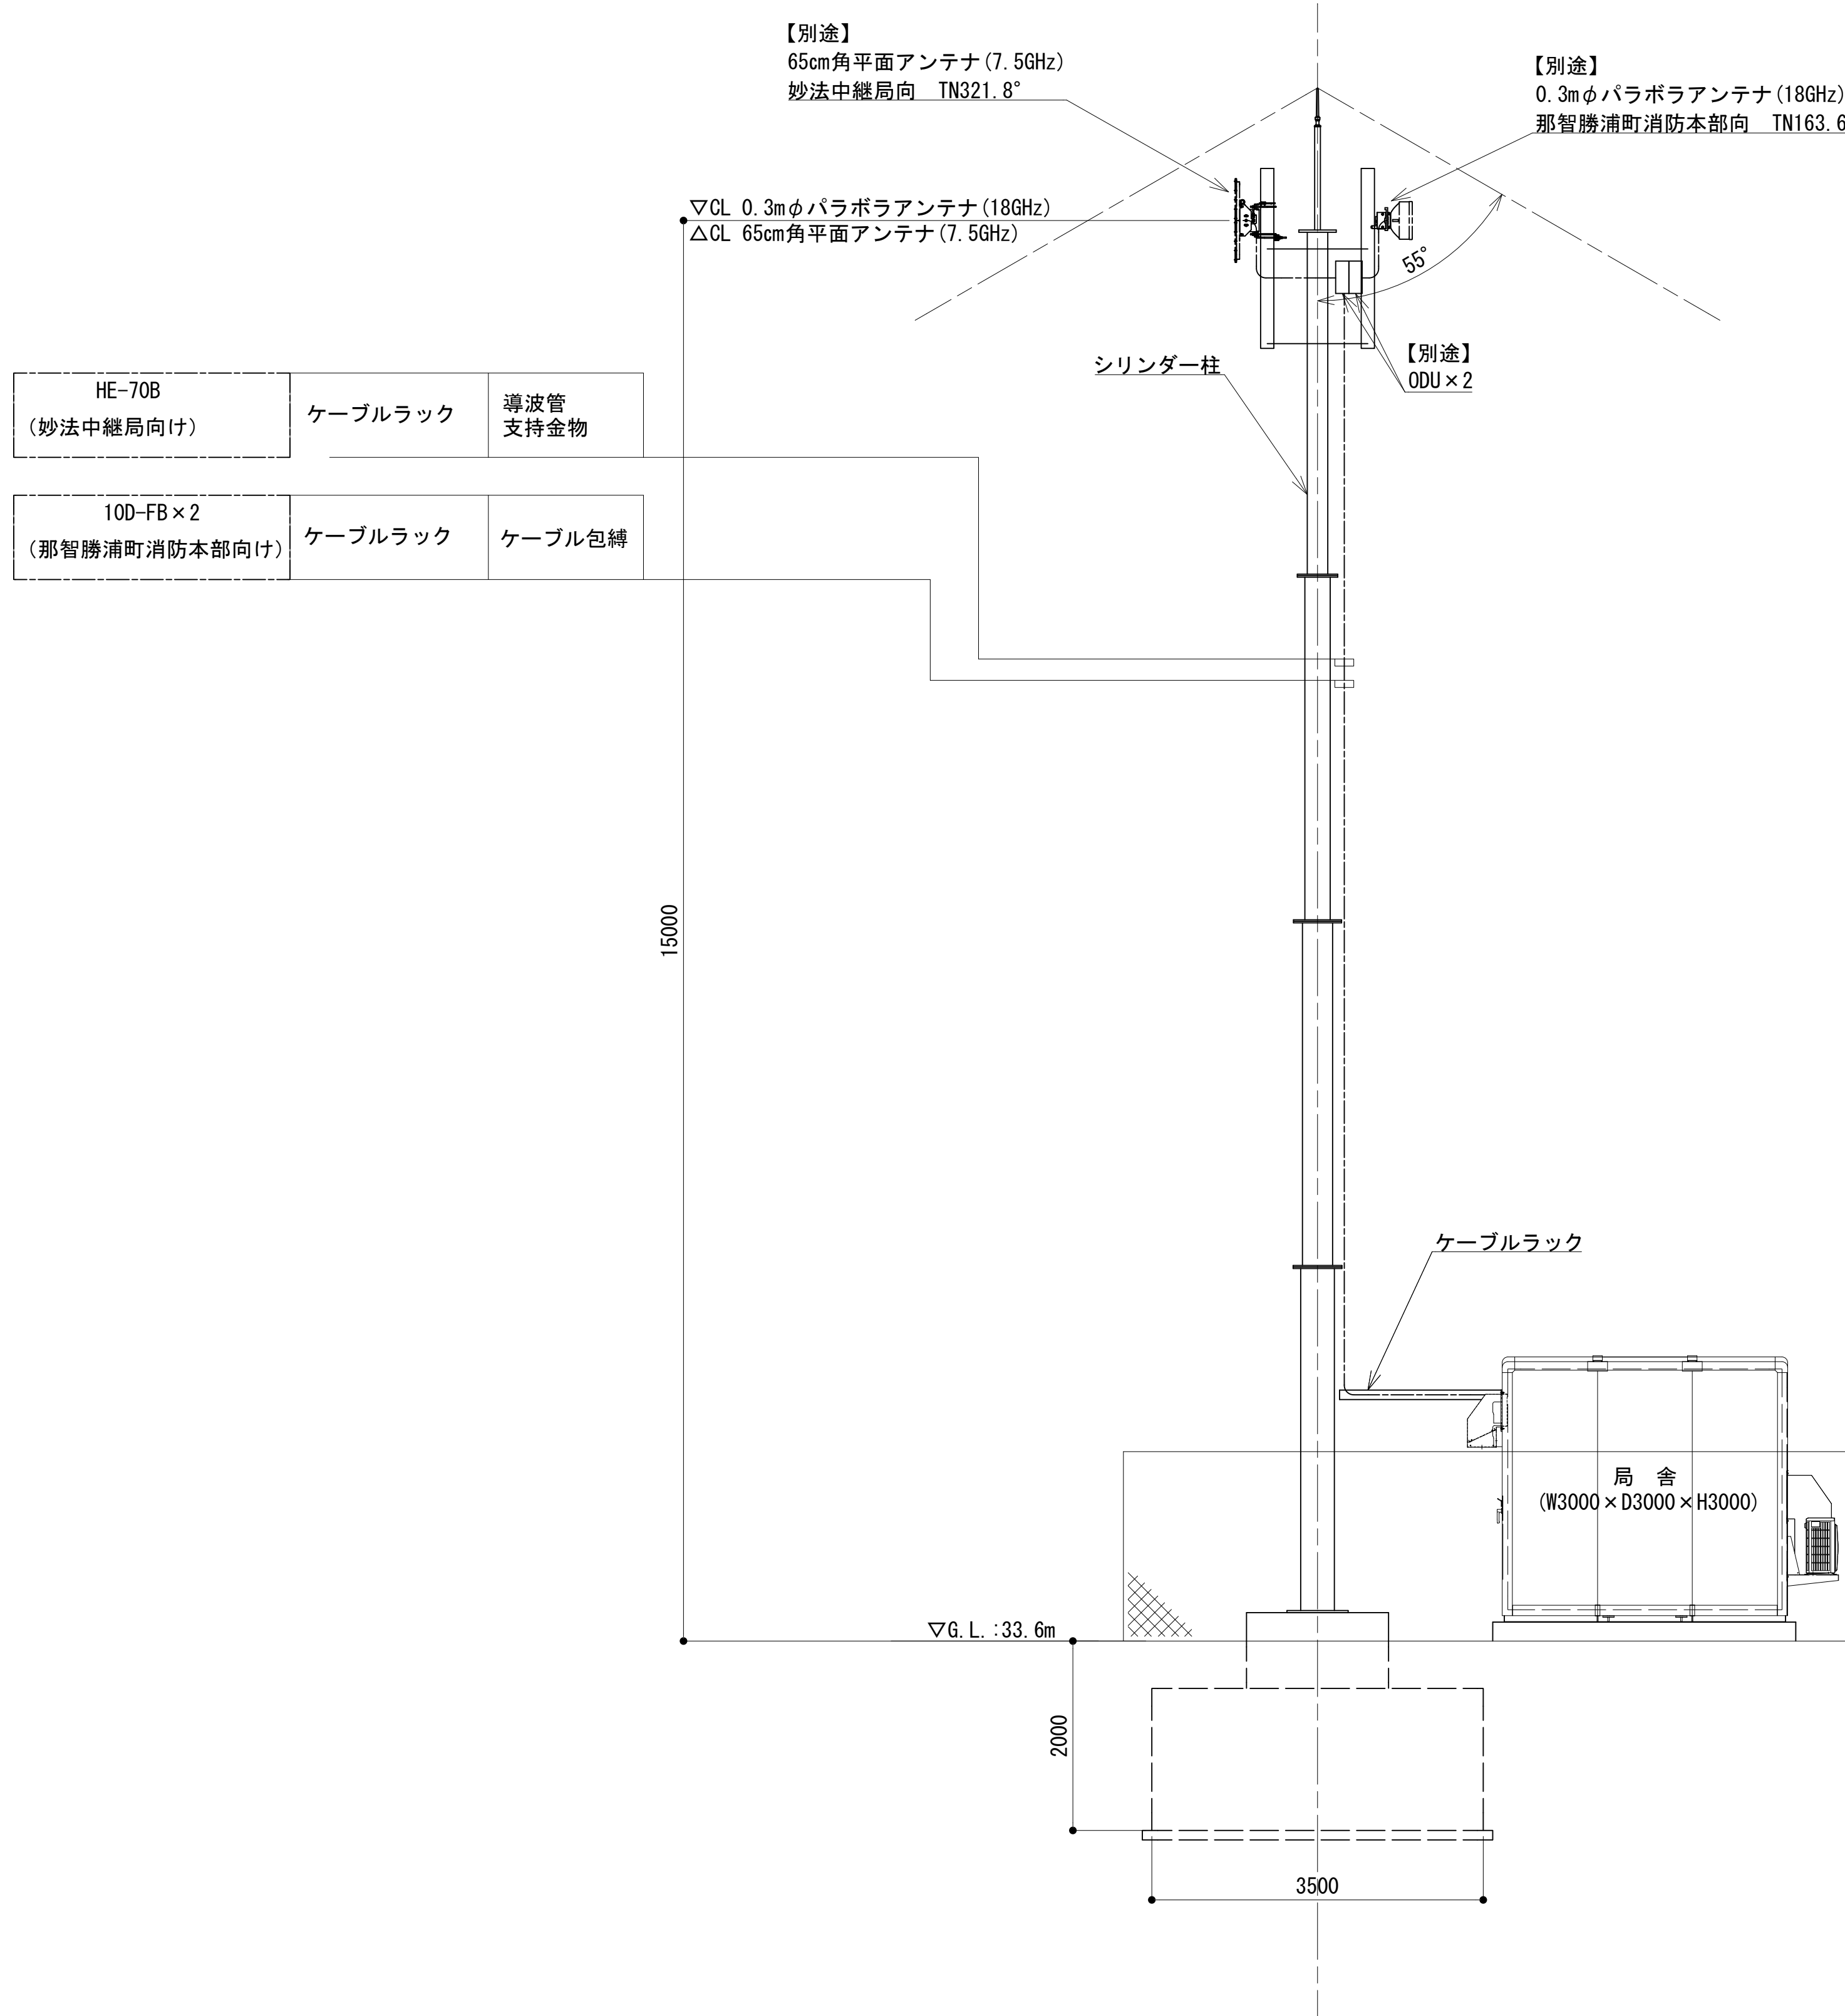 【別途】
65cm角平面アンテナ(7.5GHz)
妙法中継局向　TN321.8°
【別途】
0.3mφパラボラアンテナ(18GHz)
那智勝浦町消防本部向　TN163.6
▽CL 0.3mφパラボラアンテナ(18GHz)
△CL 65cm角平面アンテナ(7.5GHz)
55°
シリンダー柱
【別途】
ODU×2
HE-70B
(妙法中継局向け)
ケーブルラック
導波管
支持金物
10D-FB×2
(那智勝浦町消防本部向け)
ケーブルラック
ケーブル包縛
15000
ケーブルラック
局　舎
(W3000×D3000×H3000)
▽G.L.:33.6m
2000
3500